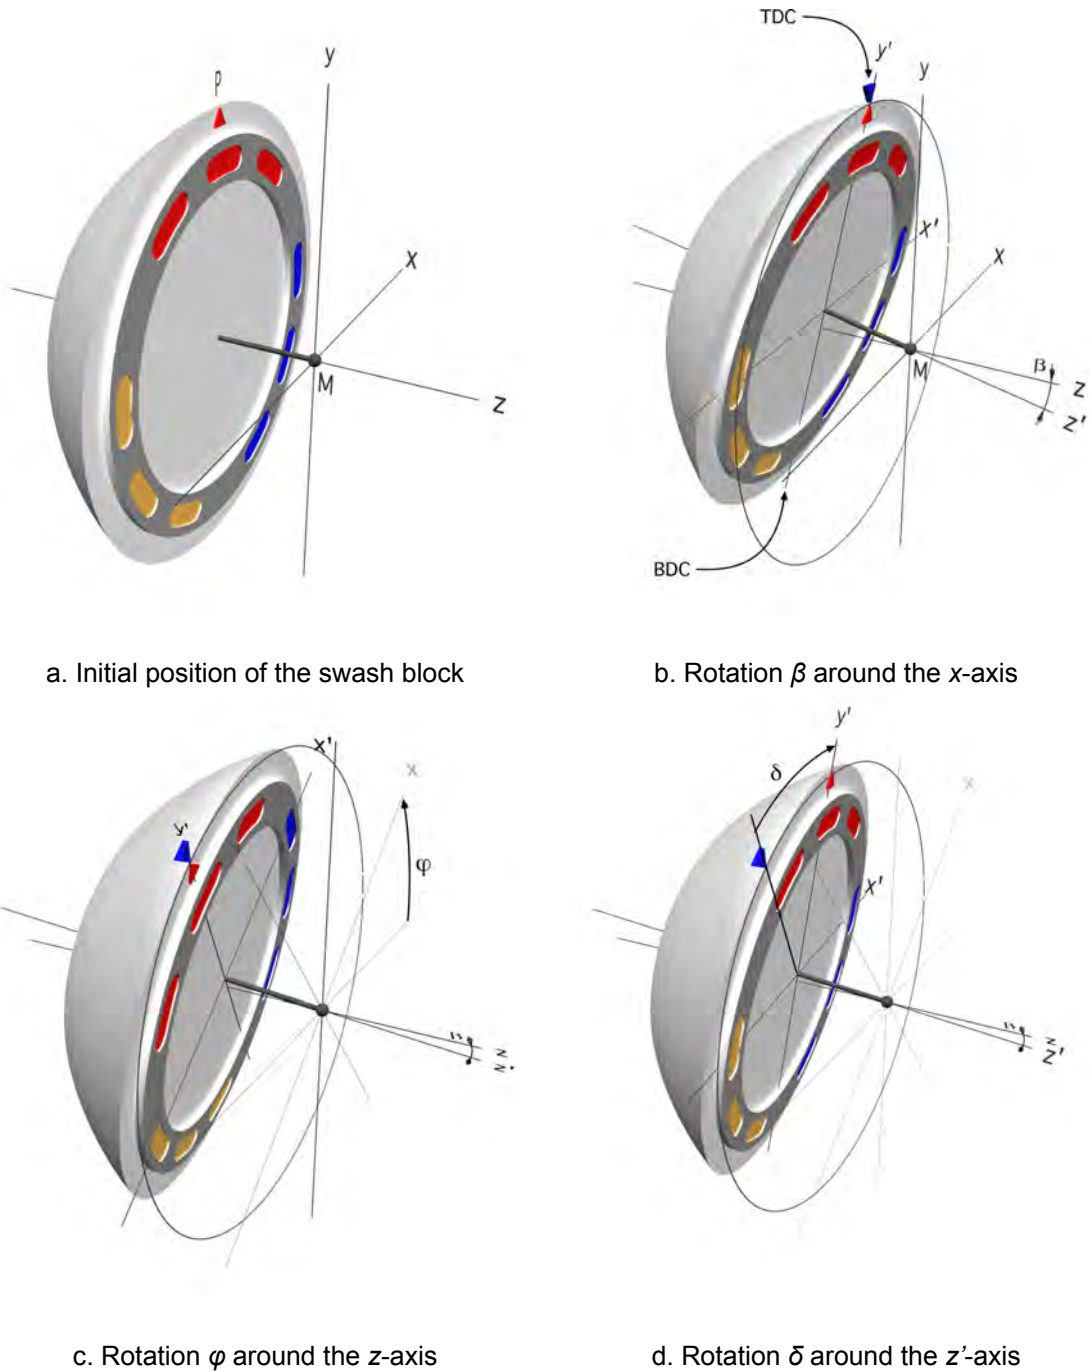 p
y
X
M
Z
a. Initial position of the swash block
TDC
y'
y
X'
X
M
β
Z
Z'
BDC
b. Rotation β around the x-axis
x'
x
y'
φ
β
z
z'
c. Rotation φ around the z-axis
y'
δ
x
X'
β
z
Z'
d. Rotation δ around the z’-axis